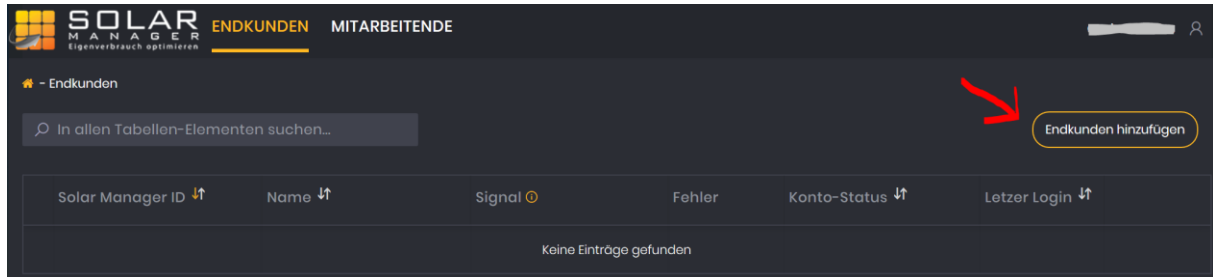 SOLAR
MANAGER
Eigenverbrauch optimieren
ENDKUNDEN MITARBEITENDE
- Endkunden
In allen Tabellen-Elementen suchen...
Endkunden hinzufügen
Solar Manager ID Name Signal Fehler Konto-Status Letzer Login
Keine Einträge gefunden